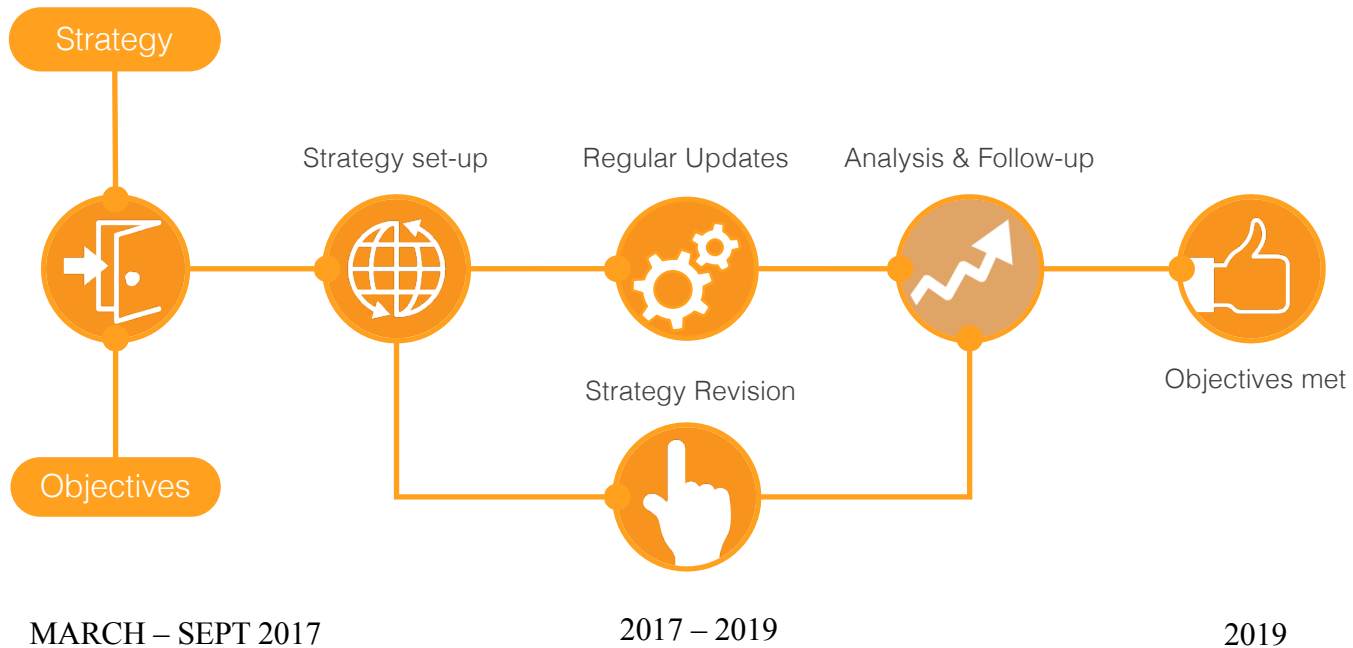 Strategy
Strategy set-up
Regular Updates
Analysis & Follow-up
Objectives met
Strategy Revision
Objectives
MARCH – SEPT 2017
2017 – 2019
2019